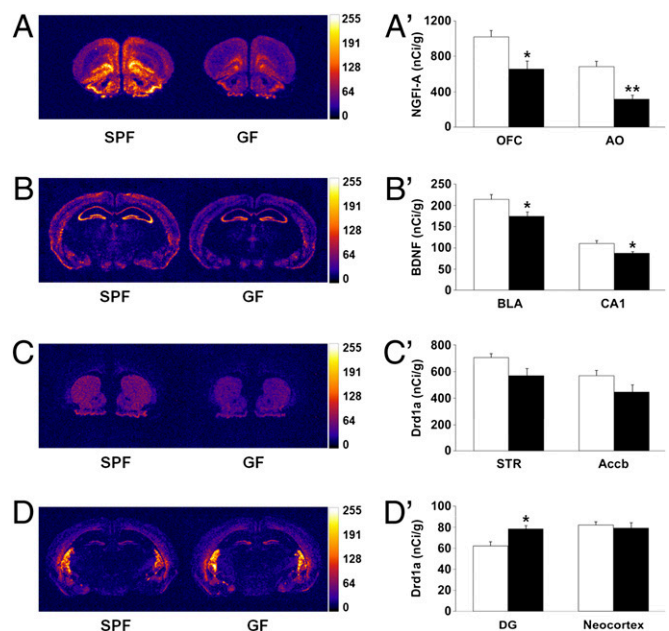 A
255
191
128
64
0
SPF
GF
A'
NGFI-A (nCi/g)
1200
800
400
0
*
**
OFC
AO
B
255
191
128
64
0
SPF
GF
B'
BDNF (nCi/g)
250
200
150
100
50
0
*
*
BLA
CA1
C
255
191
128
64
0
SPF
GF
C'
Drd1a (nCi/g)
800
600
400
200
0
STR
Accb
D
255
191
128
64
0
SPF
GF
D'
Drd1a (nCi/g)
100
80
60
40
20
0
*
DG
Neocortex